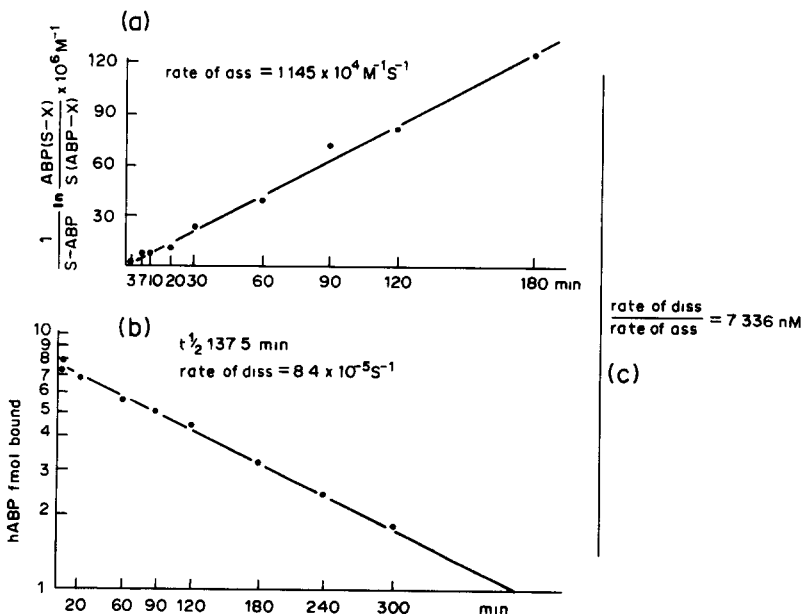 (a)
rate of ass = 1145 x 10⁴ M⁻¹S⁻¹
1/S-ABP ln ABP(S-X)/S(ABP-X) x 10⁶M⁻¹
120
90
60
30
3 7 10 20 30 60 90 120 180 min
(b)
t½ 137 5 min
rate of diss = 8 4 x 10⁻⁵S⁻¹
hABP fmol bound
10
9
8
7
6
5
4
3
2
1
20 60 90 120 180 240 300 min
rate of diss/rate of ass = 7 336 nM
(c)